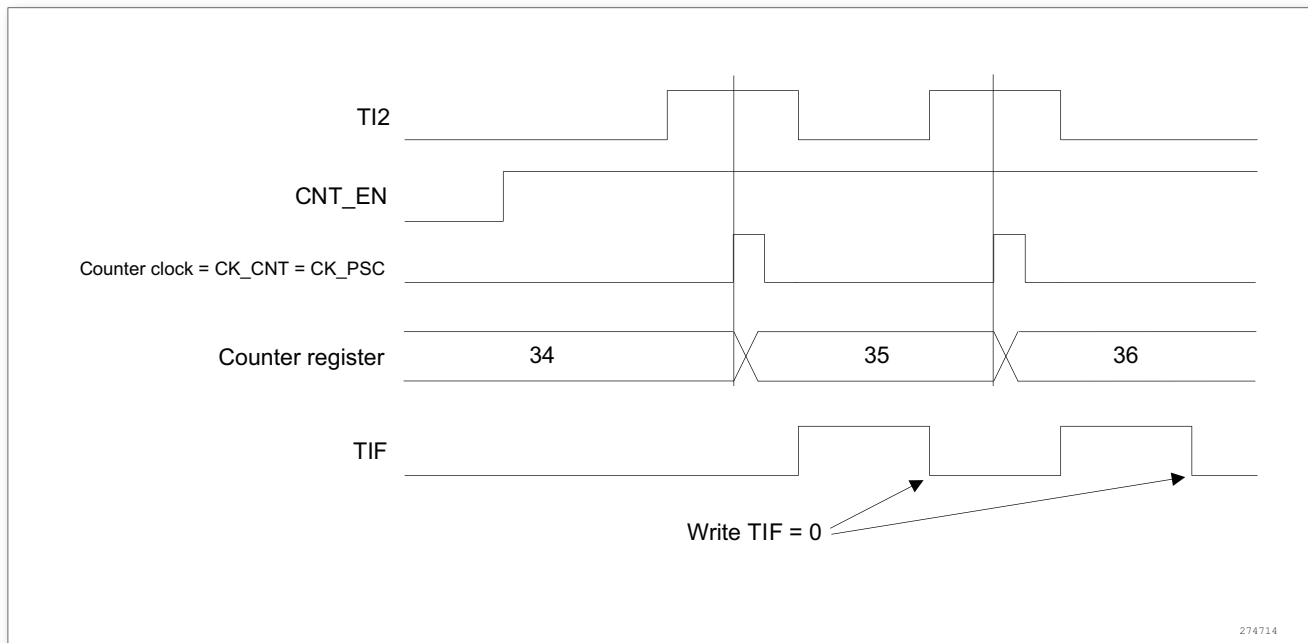 TI2
CNT_EN
Counter clock = CK_CNT = CK_PSC
Counter register
34
35
36
TIF
Write TIF = 0
274714